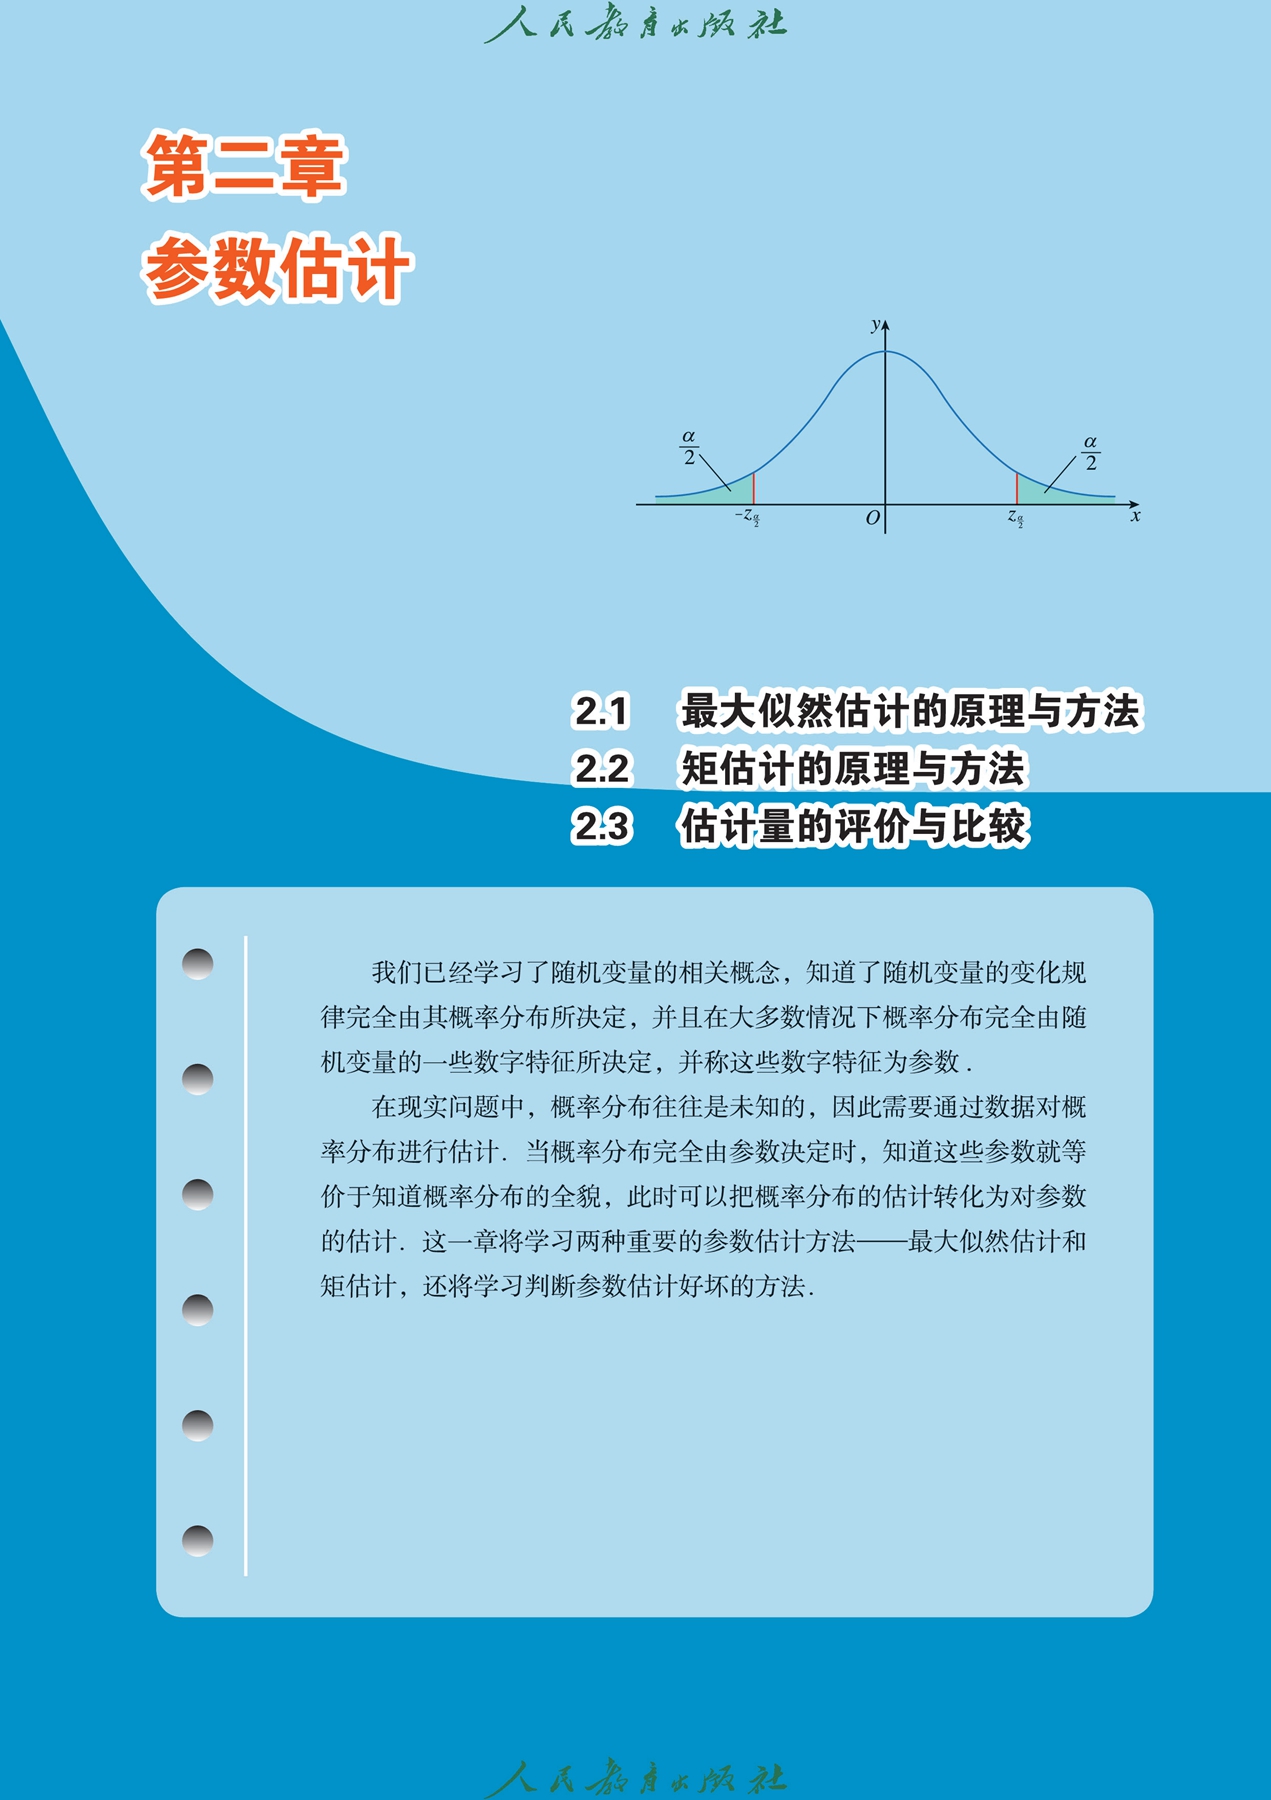 人民教育出版社
第二章
参数估计
y
α/2
α/2
-z_{α/2}
O
z_{α/2}
x
2.1 最大似然估计的原理与方法
2.2 矩估计的原理与方法
2.3 估计量的评价与比较
我们已经学习了随机变量的相关概念，知道了随机变量的变化规
律完全由其概率分布所决定，并且在大多数情况下概率分布完全由随
机变量的一些数字特征所决定，并称这些数字特征为参数．
在现实问题中，概率分布往往是未知的，因此需要通过数据对概
率分布进行估计．当概率分布完全由参数决定时，知道这些参数就等
价于知道概率分布的全貌，此时可以把概率分布的估计转化为对参数
的估计．这一章将学习两种重要的参数估计方法——最大似然估计和
矩估计，还将学习判断参数估计好坏的方法．
人民教育出版社